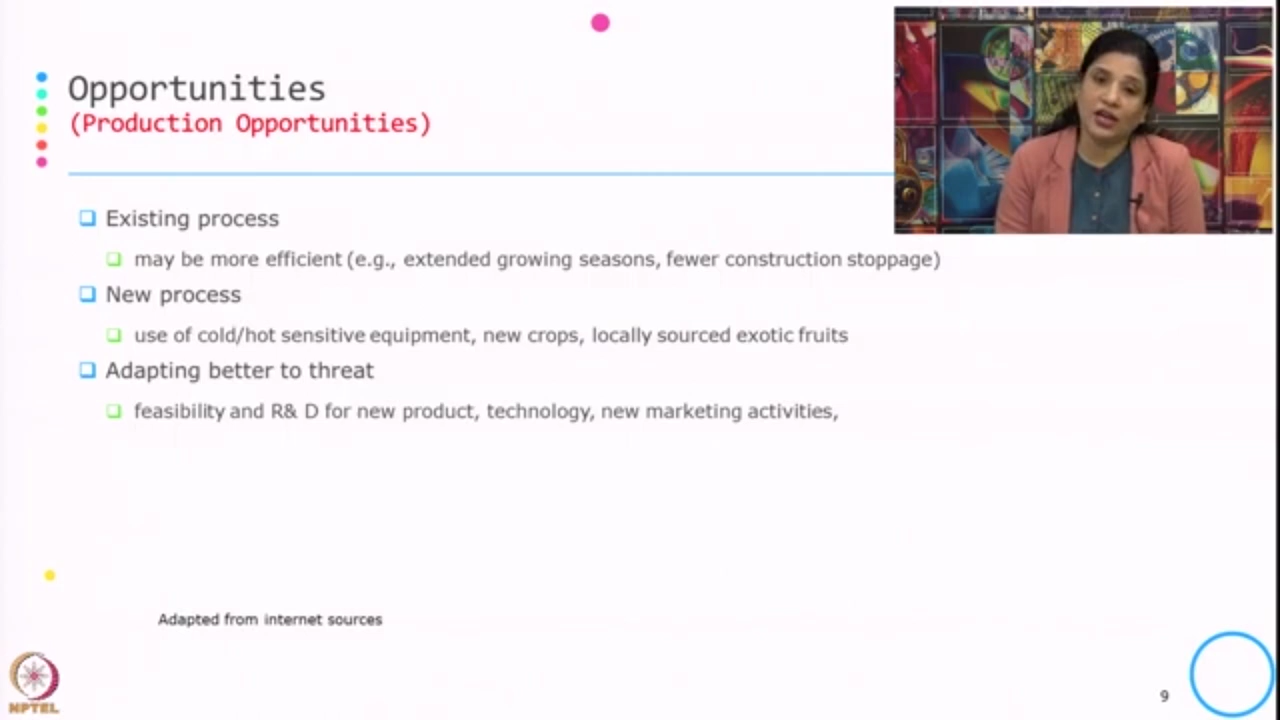 Opportunities
(Production Opportunities)
Existing process
may be more efficient (e.g., extended growing seasons, fewer construction stoppage)
New process
use of cold/hot sensitive equipment, new crops, locally sourced exotic fruits
Adapting better to threat
feasibility and R& D for new product, technology, new marketing activities,
Adapted from internet sources
NPTEL
9